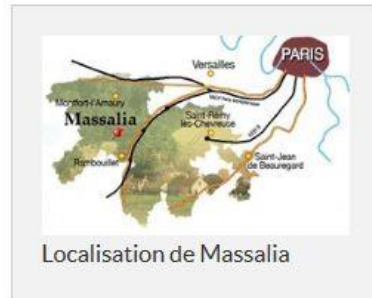 Versailles
PARIS
Montfort-l'Amaury
Massalia
Saint-Rémy
lès-Chevreuse
Rambouillet
Saint-Jean
de Beauregard
Localisation de Massalia